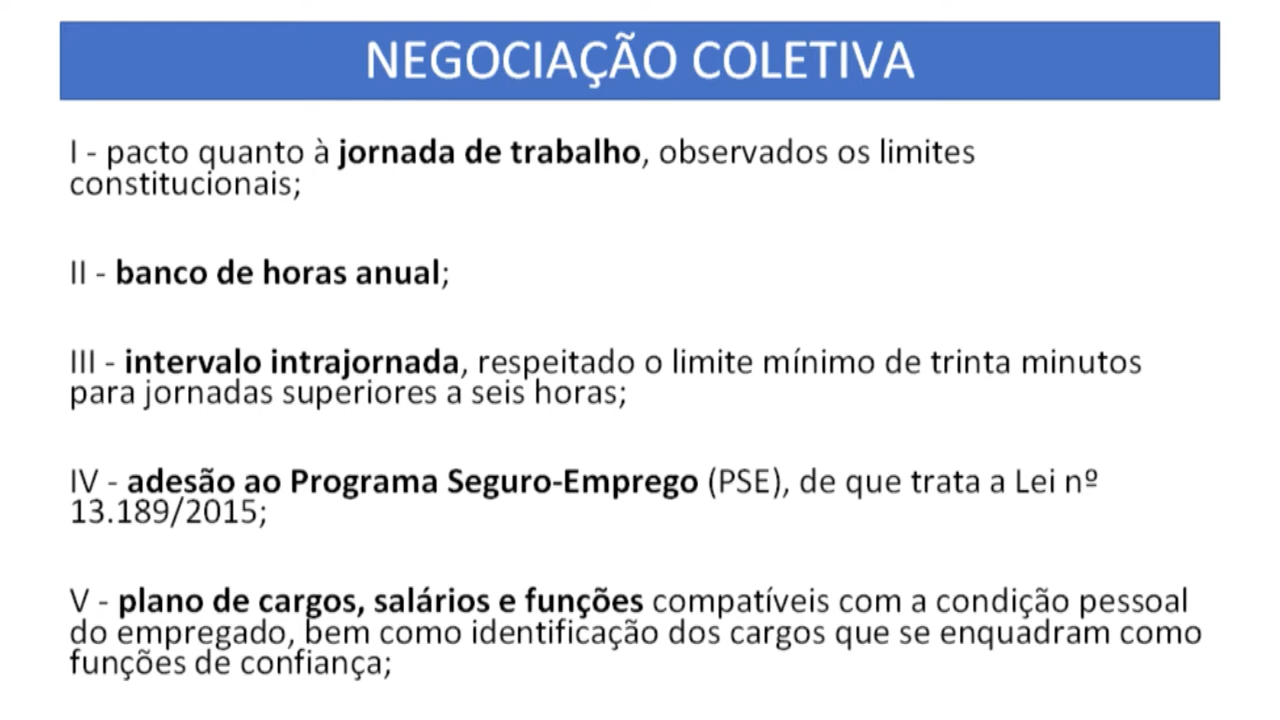 NEGOCIAÇÃO COLETIVA
I - pacto quanto à jornada de trabalho, observados os limites
constitucionais;
II - banco de horas anual;
III - intervalo intrajornada, respeitado o limite mínimo de trinta minutos
para jornadas superiores a seis horas;
IV - adesão ao Programa Seguro-Emprego (PSE), de que trata a Lei nº
13.189/2015;
V - plano de cargos, salários e funções compatíveis com a condição pessoal
do empregado, bem como identificação dos cargos que se enquadram como
funções de confiança;